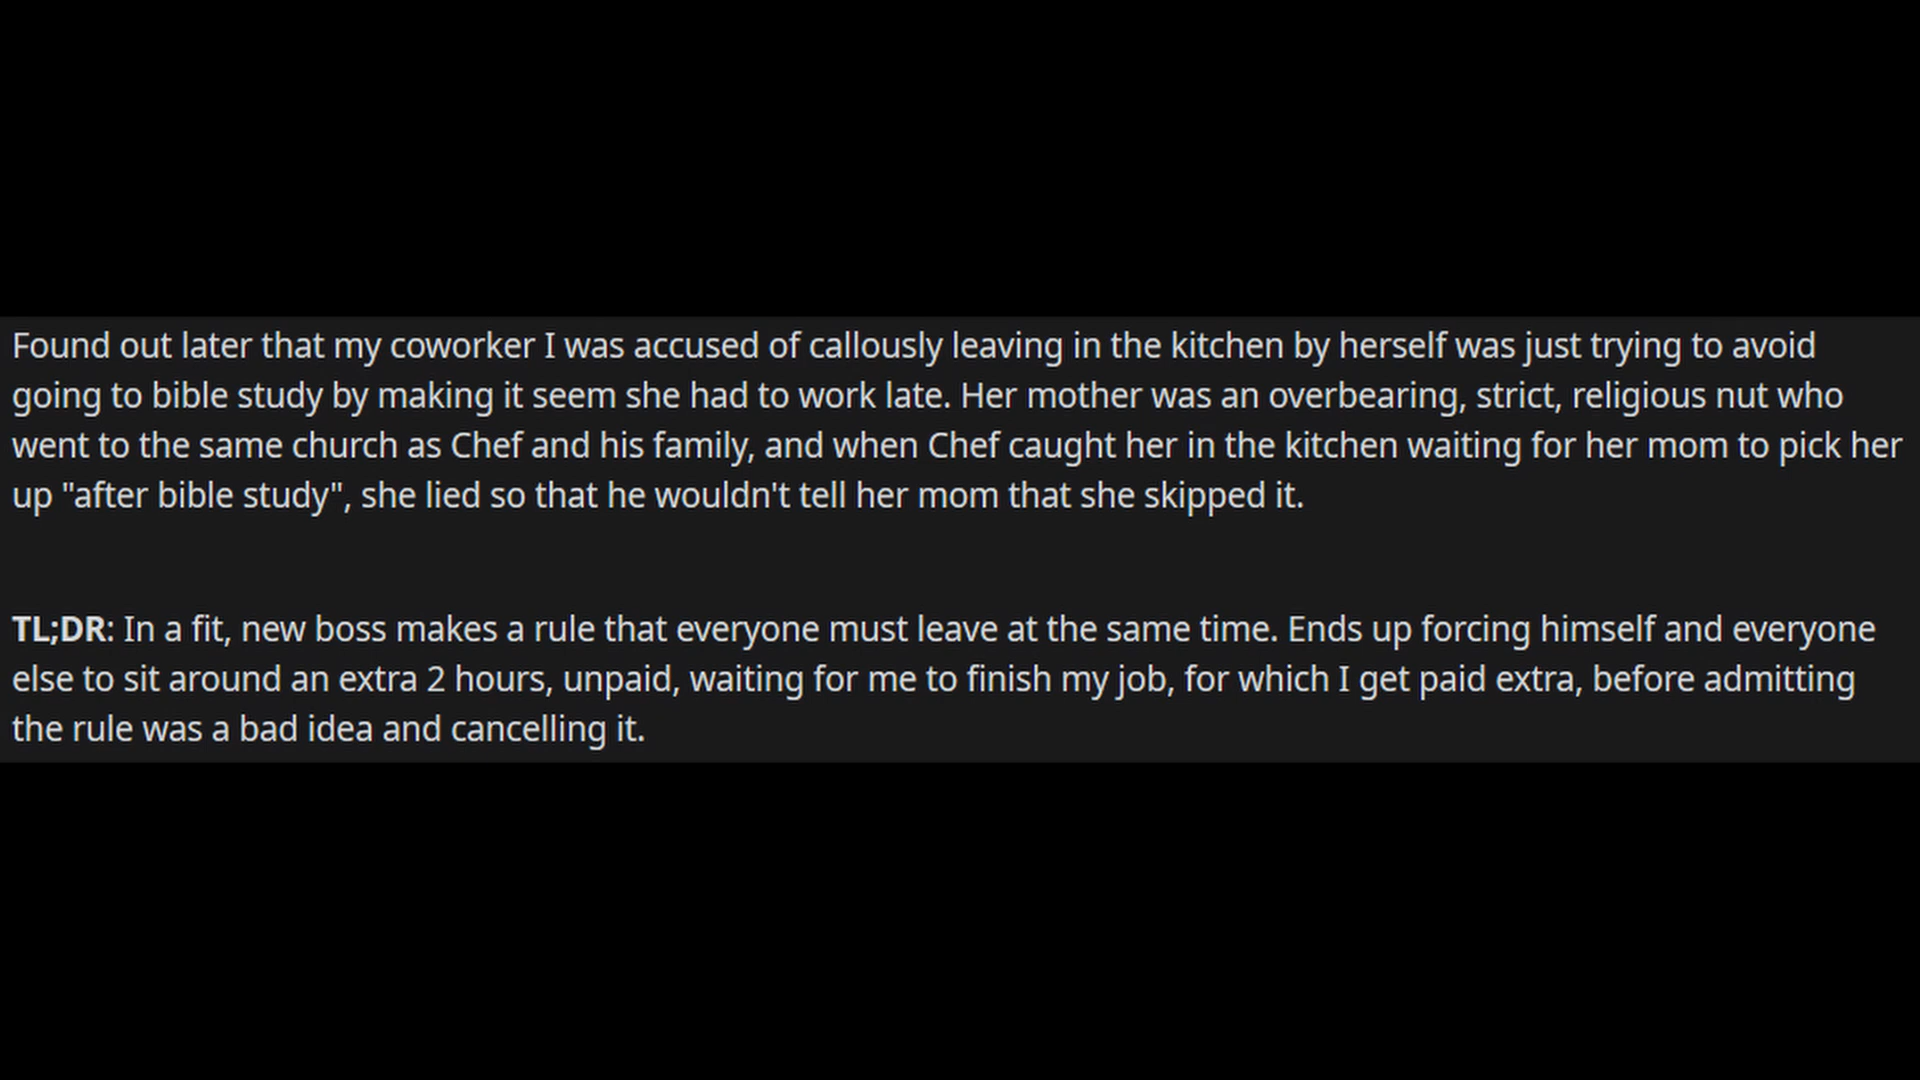 Found out later that my coworker I was accused of callously leaving in the kitchen by herself was just trying to avoid
going to bible study by making it seem she had to work late. Her mother was an overbearing, strict, religious nut who
went to the same church as Chef and his family, and when Chef caught her in the kitchen waiting for her mom to pick her
up "after bible study", she lied so that he wouldn't tell her mom that she skipped it.
TL;DR: In a fit, new boss makes a rule that everyone must leave at the same time. Ends up forcing himself and everyone
else to sit around an extra 2 hours, unpaid, waiting for me to finish my job, for which I get paid extra, before admitting
the rule was a bad idea and cancelling it.